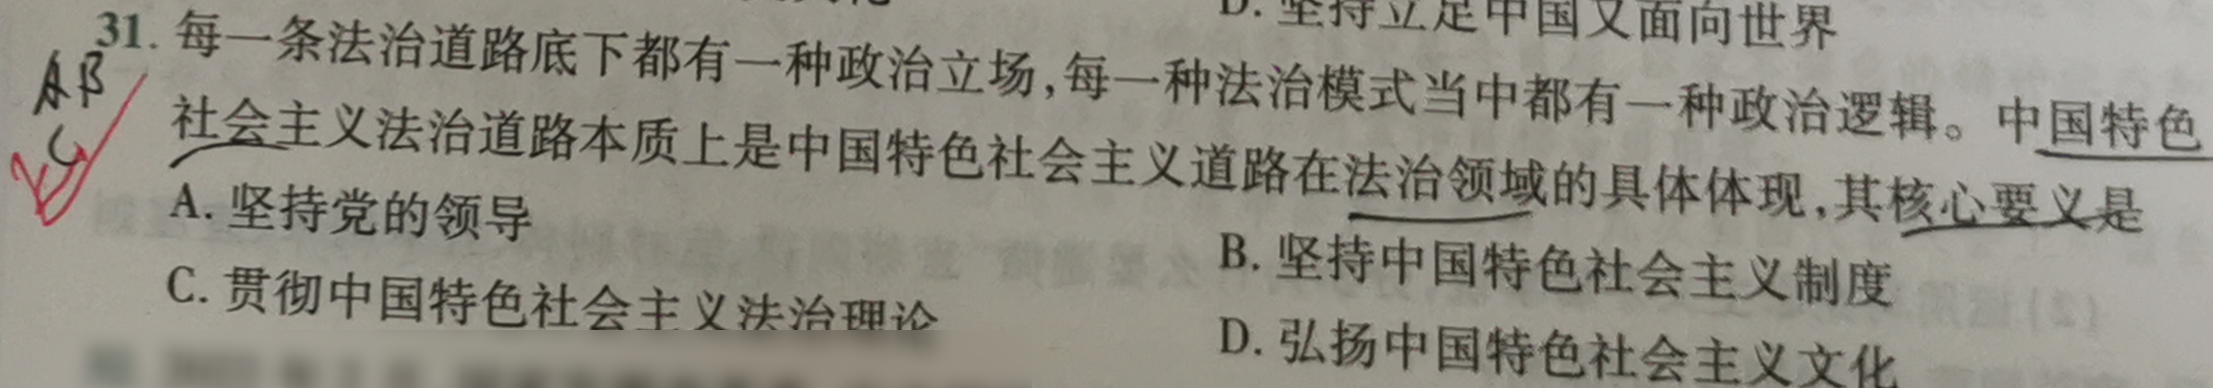 D. 坚持立足中国又面向世界
31. 每一条法治道路底下都有一种政治立场,每一种法治模式当中都有一种政治逻辑。中国特色
AB
社会主义法治道路本质上是中国特色社会主义道路在法治领域的具体体现,其核心要义是
C
A. 坚持党的领导
B. 坚持中国特色社会主义制度
C. 贯彻中国特色社会主义法治理论
D. 弘扬中国特色社会主义文化